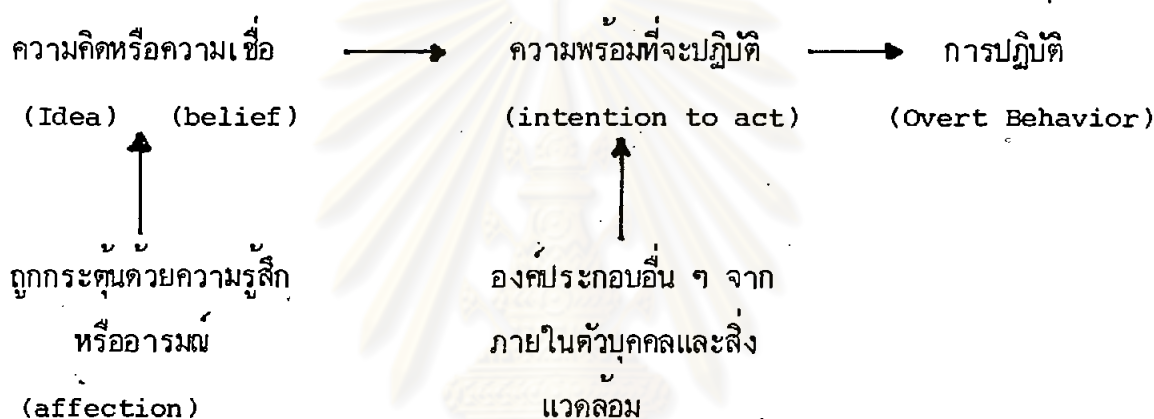 ความคิดหรือความเชื่อ ความพร้อมที่จะปฏิบัติ การปฏิบัติ
(Idea) (belief) (intention to act) (Overt Behavior)
ถูกกระตุ้นด้วยความรู้สึก องค์ประกอบอื่น ๆ จาก
หรืออารมณ์ ภายในตัวบุคคลและสิ่ง
(affection) แวดล้อม